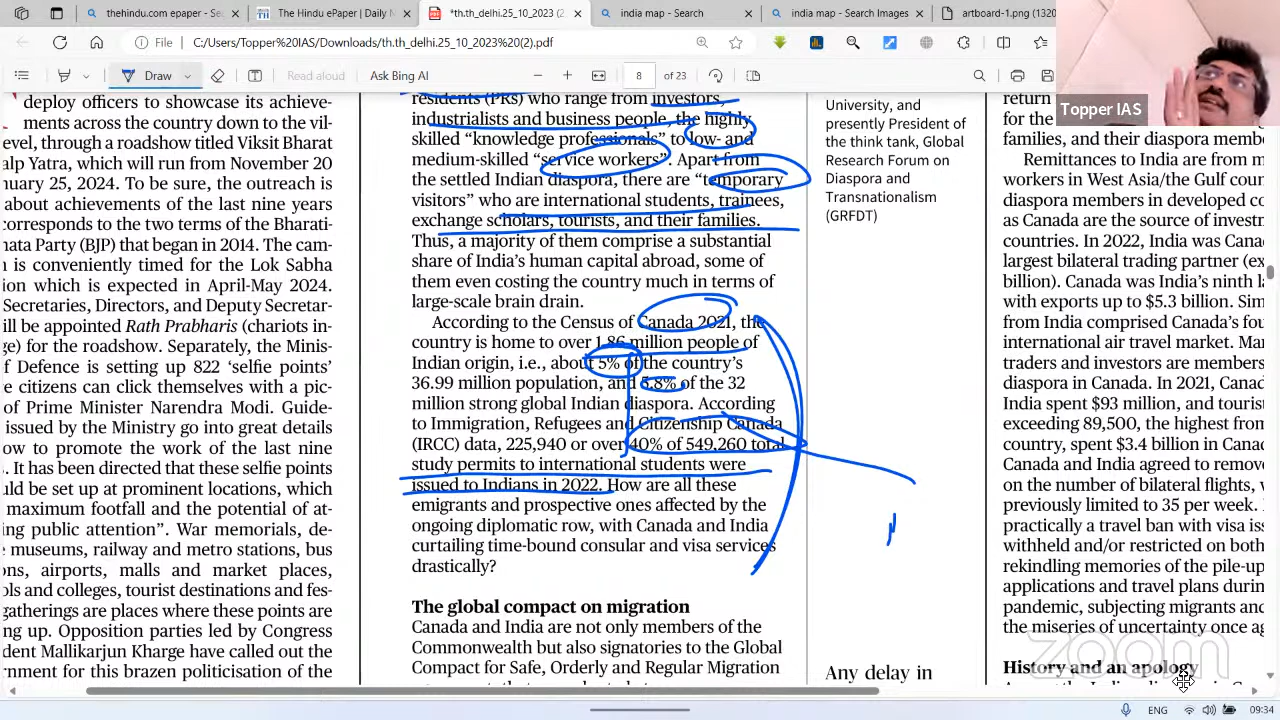 thehindu.com epaper - Search
The Hindu ePaper | Daily N
*th.th_delhi.25_10_2023 (2).p
india map - Search
india map - Search Images
artboard-1.png (1320
File
C:/Users/Topper%20IAS/Downloads/th.th_delhi.25_10_2023%20(2).pdf
Draw
Read aloud
Ask Bing AI
8
of 23
Topper IAS
deploy officers to showcase its achieve-
ments across the country down to the vil-
evel, through a roadshow titled Viksit Bharat
alp Yatra, which will run from November 20
nuary 25, 2024. To be sure, the outreach is
about achievements of the last nine years
corresponds to the two terms of the Bharati-
nata Party (BJP) that began in 2014. The cam-
n is conveniently timed for the Lok Sabha
ion which is expected in April-May 2024.
Secretaries, Directors, and Deputy Secretar-
ill be appointed Rath Prabharis (chariots in-
ge) for the roadshow. Separately, the Minis-
f Defence is setting up 822 ‘selfie points’
e citizens can click themselves with a pic-
of Prime Minister Narendra Modi. Guide-
issued by the Ministry go into great details
ow to promote the work of the last nine
. It has been directed that these selfie points
uld be set up at prominent locations, which
maximum footfall and the potential of at-
ing public attention”. War memorials, de-
e museums, railway and metro stations, bus
ons, airports, malls and market places,
ols and colleges, tourist destinations and fes-
gatherings are places where these points are
ng up. Opposition parties led by Congress
dent Mallikarjun Kharge have called out the
rnment for this brazen politicisation of the
residents (PRs) who range from investors,
industrialists and business people, the highly
skilled “knowledge professionals” to low- and
medium-skilled “service workers”. Apart from
the settled Indian diaspora, there are “temporary
visitors” who are international students, trainees,
exchange scholars, tourists, and their families.
Thus, a majority of them comprise a substantial
share of India’s human capital abroad, some of
them even costing the country much in terms of
large-scale brain drain.
According to the Census of Canada 2021, the
country is home to over 1.86 million people of
Indian origin, i.e., about 5% of the country’s
36.99 million population, and 5.8% of the 32
million strong global Indian diaspora. According
to Immigration, Refugees and Citizenship Canada
(IRCC) data, 225,940 or over 40% of 549,260 total
study permits to international students were
issued to Indians in 2022. How are all these
emigrants and prospective ones affected by the
ongoing diplomatic row, with Canada and India
curtailing time-bound consular and visa services
drastically?
The global compact on migration
Canada and India are not only members of the
Commonwealth but also signatories to the Global
Compact for Safe, Orderly and Regular Migration
University, and
presently President of
the think tank, Global
Research Forum on
Diaspora and
Transnationalism
(GRFDT)
Any delay in
return
for the
families, and their diaspora memb
Remittances to India are from m
workers in West Asia/the Gulf cour
diaspora members in developed co
as Canada are the source of investr
countries. In 2022, India was Cana
largest bilateral trading partner (ex
billion). Canada was India’s ninth la
with exports up to $5.3 billion. Sim
from India comprised Canada’s fou
international air travel market. Mar
traders and investors are members
diaspora in Canada. In 2021, Canac
India spent $93 million, and tourist
exceeding 89,500, the highest from
country, spent $3.4 billion in Canac
Canada and India agreed to remove
on the number of bilateral flights, w
previously limited to 35 per week.
practically a travel ban with visa iss
withheld and/or restricted on both
rekindling memories of the pile-up
applications and travel plans durin
pandemic, subjecting migrants and
the miseries of uncertainty once ag
History and an apology
zoom
ENG
09:34